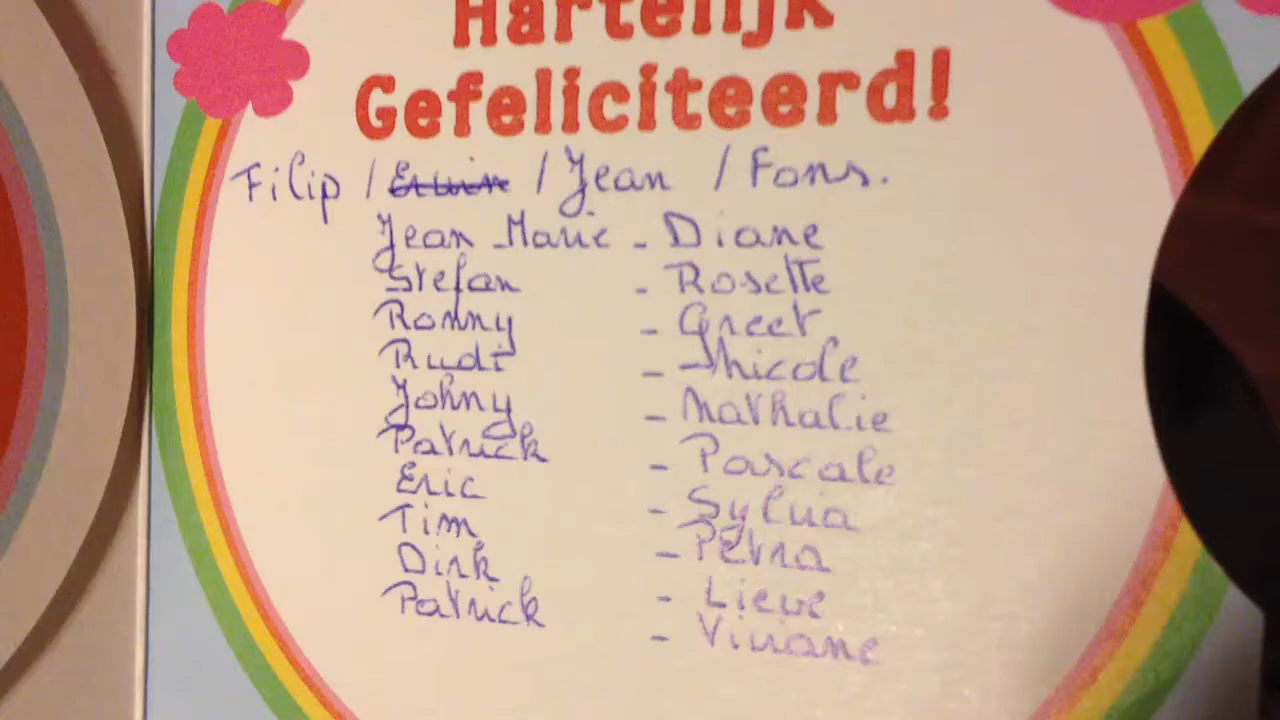 Hartelijk
Gefeliciteerd!
Filip / Erwin / Jean / Fons.
Jean Marie - Diane
Stefan - Rosette
Ronny - Greet
Rudi - Nicole
Johny - Nathalie
Patrick - Pascale
Eric - Sylvia
Tim - Petra
Dirk - Lieve
Patrick - Viviane